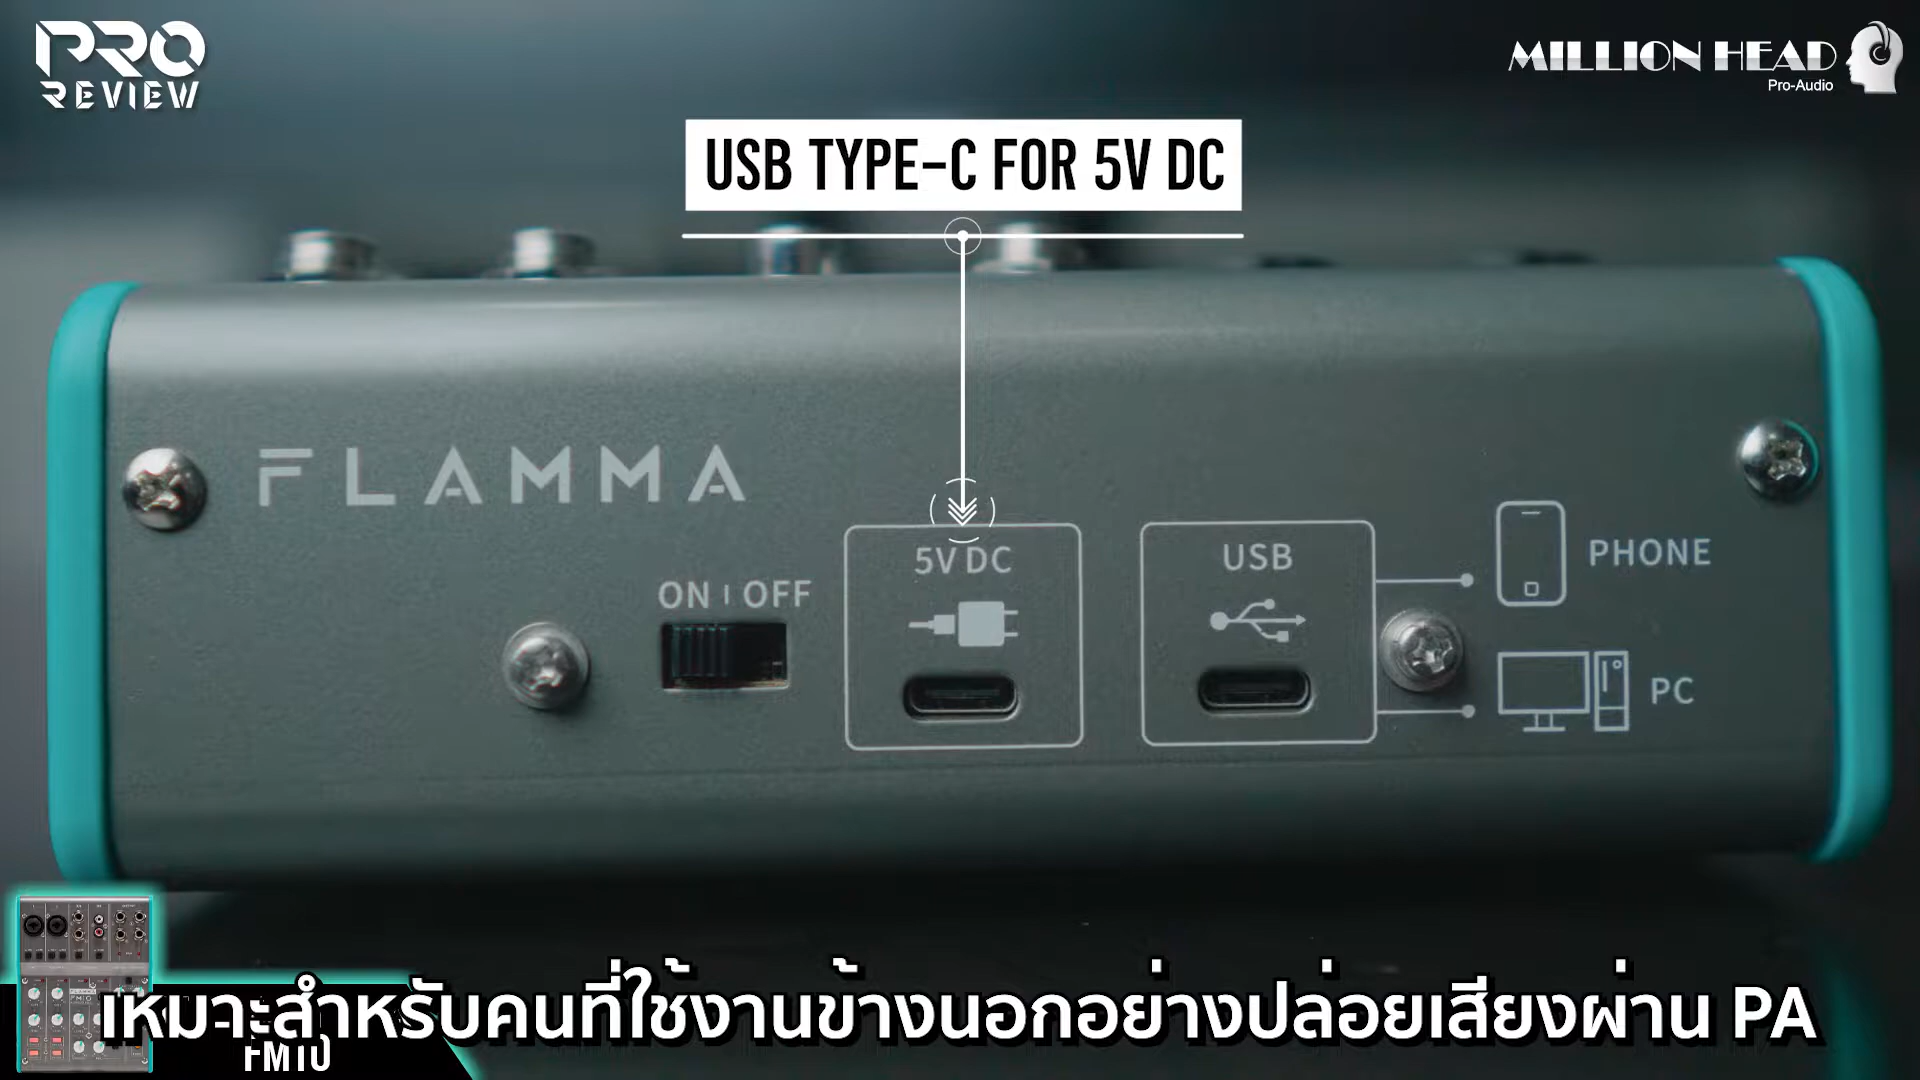 PRO
REVIEW
MILLION HEAD
Pro-Audio
USB TYPE-C FOR 5V DC
FLAMMA
ON | OFF
5V DC
USB
PHONE
PC
เหมาะสำหรับคนที่ใช้งานข้างนอกอย่างปล่อยเสียงผ่าน PA
FM10